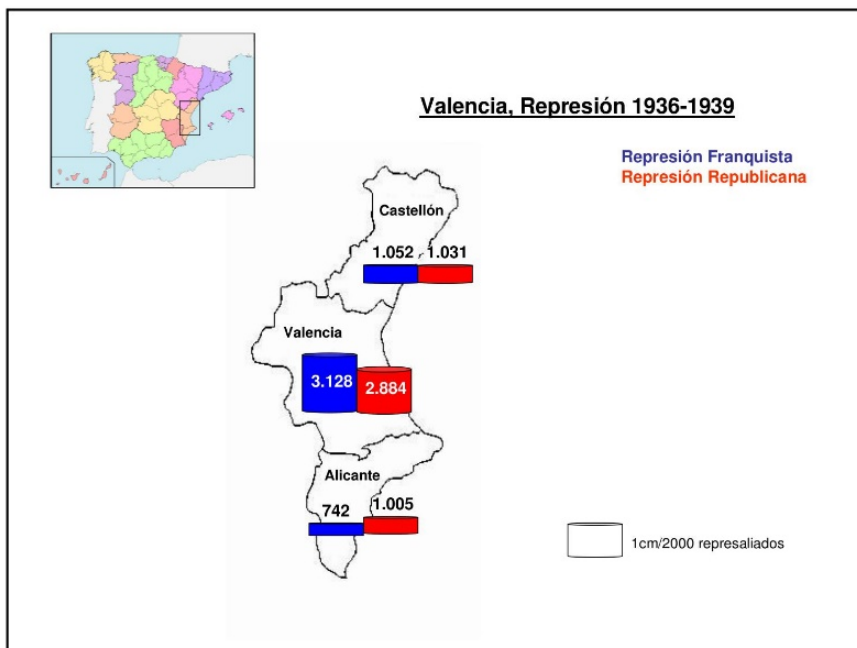 Valencia, Represión 1936-1939
Represión Franquista
Represión Republicana
Castellón
1.052 1.031
Valencia
3.128 2.884
Alicante
742 1.005
1cm/2000 represaliados